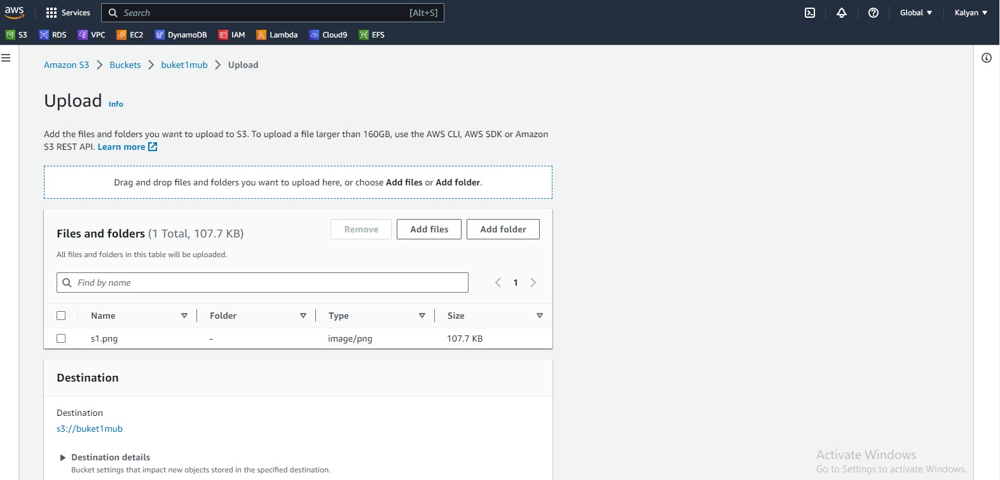 aws Services Search [Alt+S] Global Kalyan
S3 RDS VPC EC2 DynamoDB IAM Lambda Cloud9 EFS
Amazon S3 > Buckets > buket1mub > Upload
Upload Info
Add the files and folders you want to upload to S3. To upload a file larger than 160GB, use the AWS CLI, AWS SDK or Amazon
S3 REST API. Learn more
Drag and drop files and folders you want to upload here, or choose Add files or Add folder.
Files and folders (1 Total, 107.7 KB) Remove Add files Add folder
All files and folders in this table will be uploaded.
Find by name < 1 >
Name Folder Type Size
s1.png - image/png 107.7 KB
Destination
Destination
s3://buket1mub
Destination details
Bucket settings that impact new objects stored in the specified destination.
Activate Windows
Go to Settings to activate Windows.